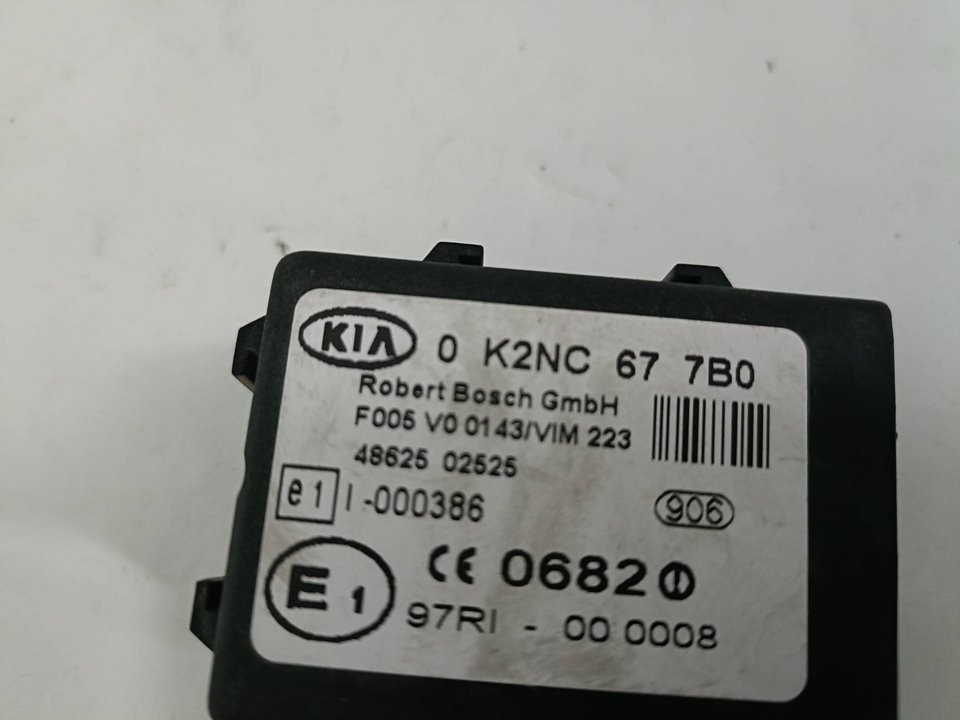 KIA 0 K2NC 67 7B0
Robert Bosch GmbH
F005 V0 0143/VIM 223
48625 02525
e1 I-000386
906
E1 CE 0682
97RI - 00 0008